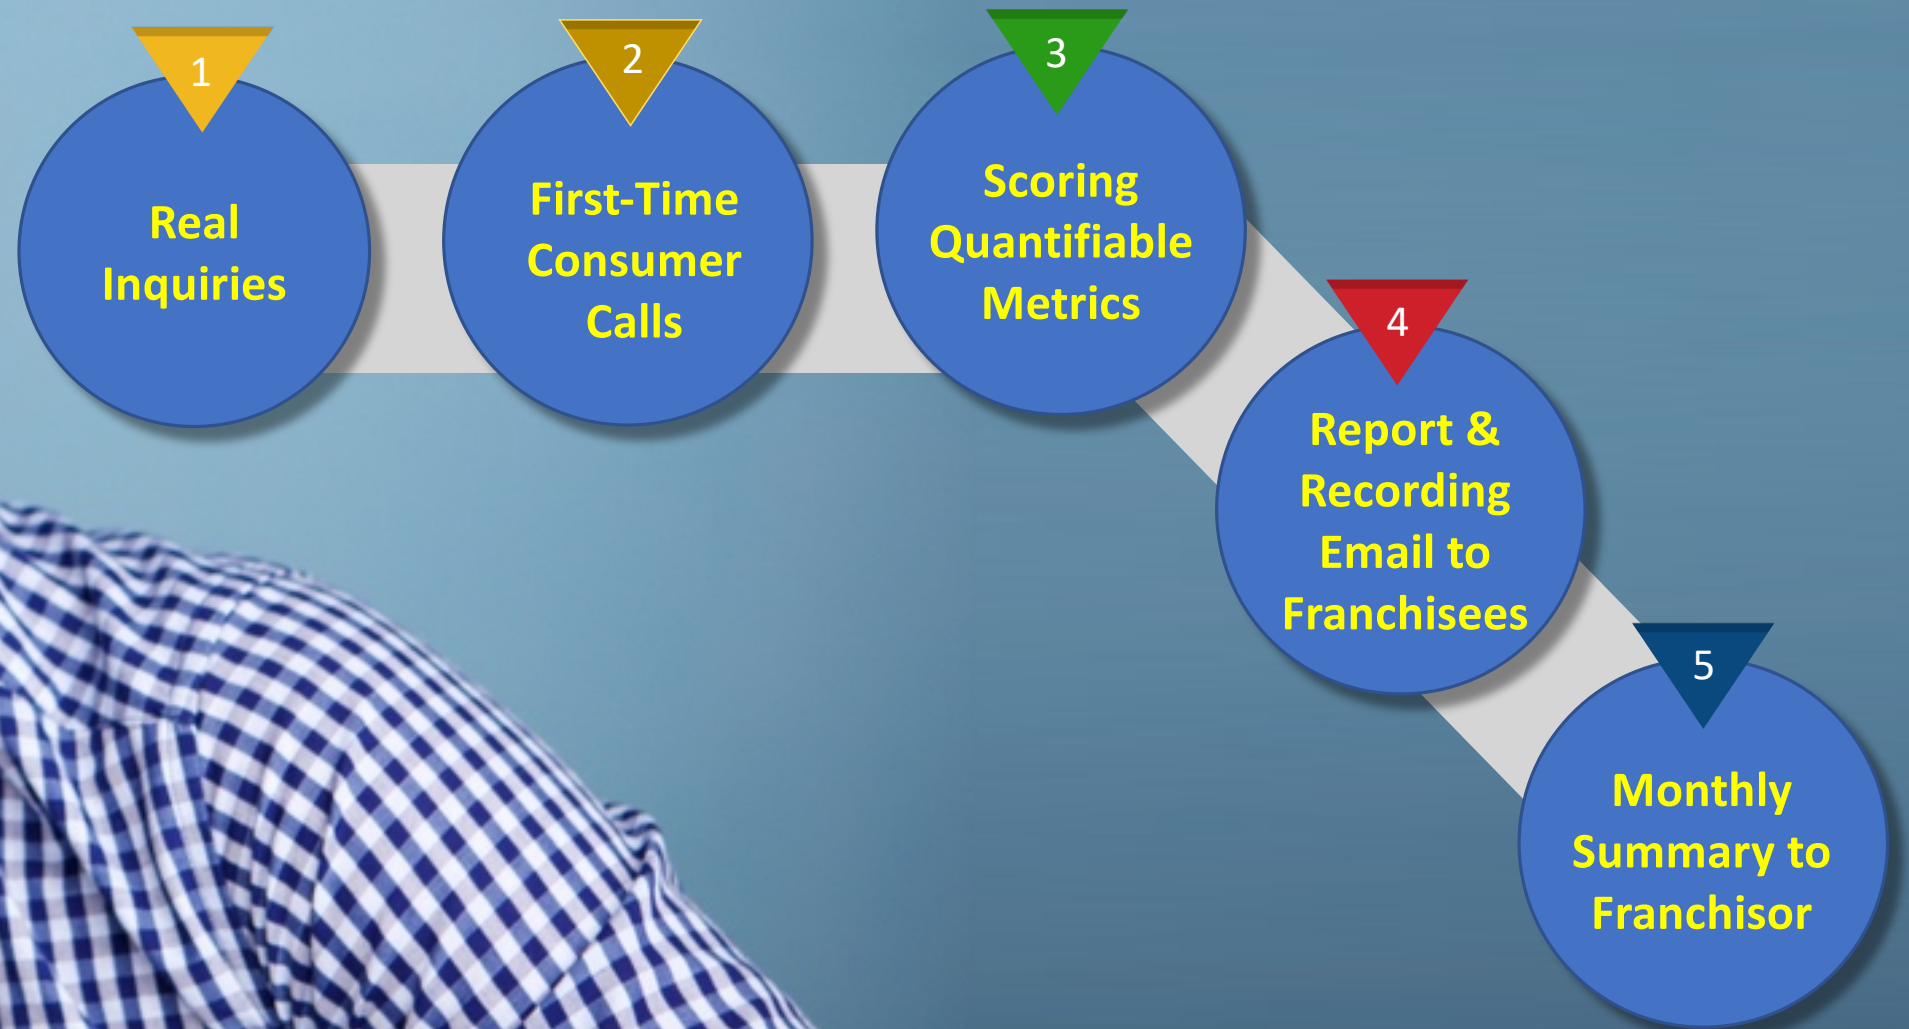 1
Real
Inquiries
2
First-Time
Consumer
Calls
3
Scoring
Quantifiable
Metrics
4
Report &
Recording
Email to
Franchisees
5
Monthly
Summary to
Franchisor